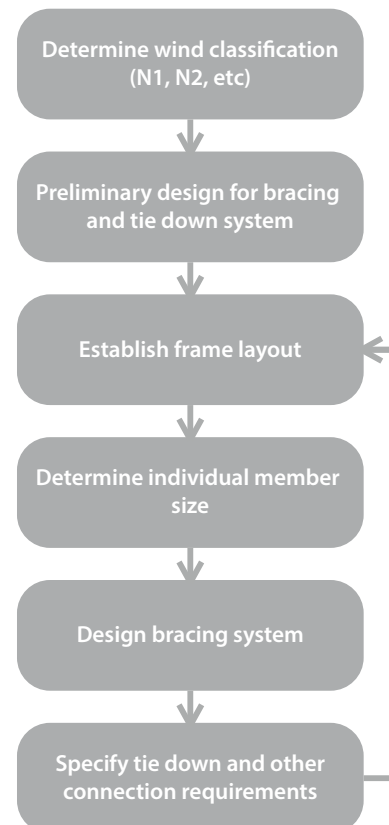 Determine wind classification
(N1, N2, etc)
Preliminary design for bracing
and tie down system
Establish frame layout
Determine individual member
size
Design bracing system
Specify tie down and other
connection requirements